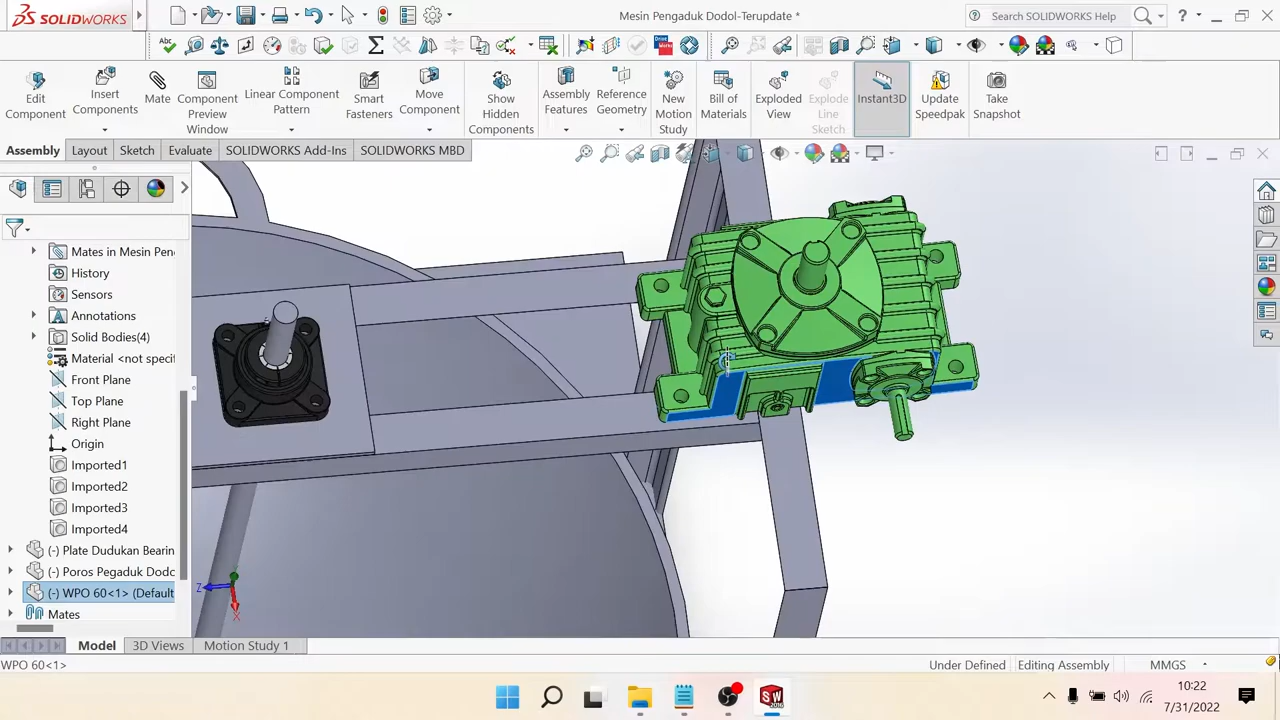 SOLIDWORKS
Mesin Pengaduk Dodol-Terupdate *
Search SOLIDWORKS Help
?
Edit Component
Insert Components
Mate
Component Preview Window
Linear Component Pattern
Smart Fasteners
Move Component
Show Hidden Components
Assembly Features
Reference Geometry
New Motion Study
Bill of Materials
Exploded View
Explode Line Sketch
Instant3D
Update Speedpak
Take Snapshot
Assembly Layout Sketch Evaluate SOLIDWORKS Add-Ins SOLIDWORKS MBD
Mates in Mesin Pen
History
Sensors
Annotations
Solid Bodies(4)
Material <not specif
Front Plane
Top Plane
Right Plane
Origin
Imported1
Imported2
Imported3
Imported4
(-) Plate Dudukan Bearin
(-) Poros Pegaduk Dodo
(-) WPO 60<1> (Default
Mates
Z
X
Model 3D Views Motion Study 1
WPO 60<1>
Under Defined Editing Assembly MMGS
SW
2016
10:22
7/31/2022